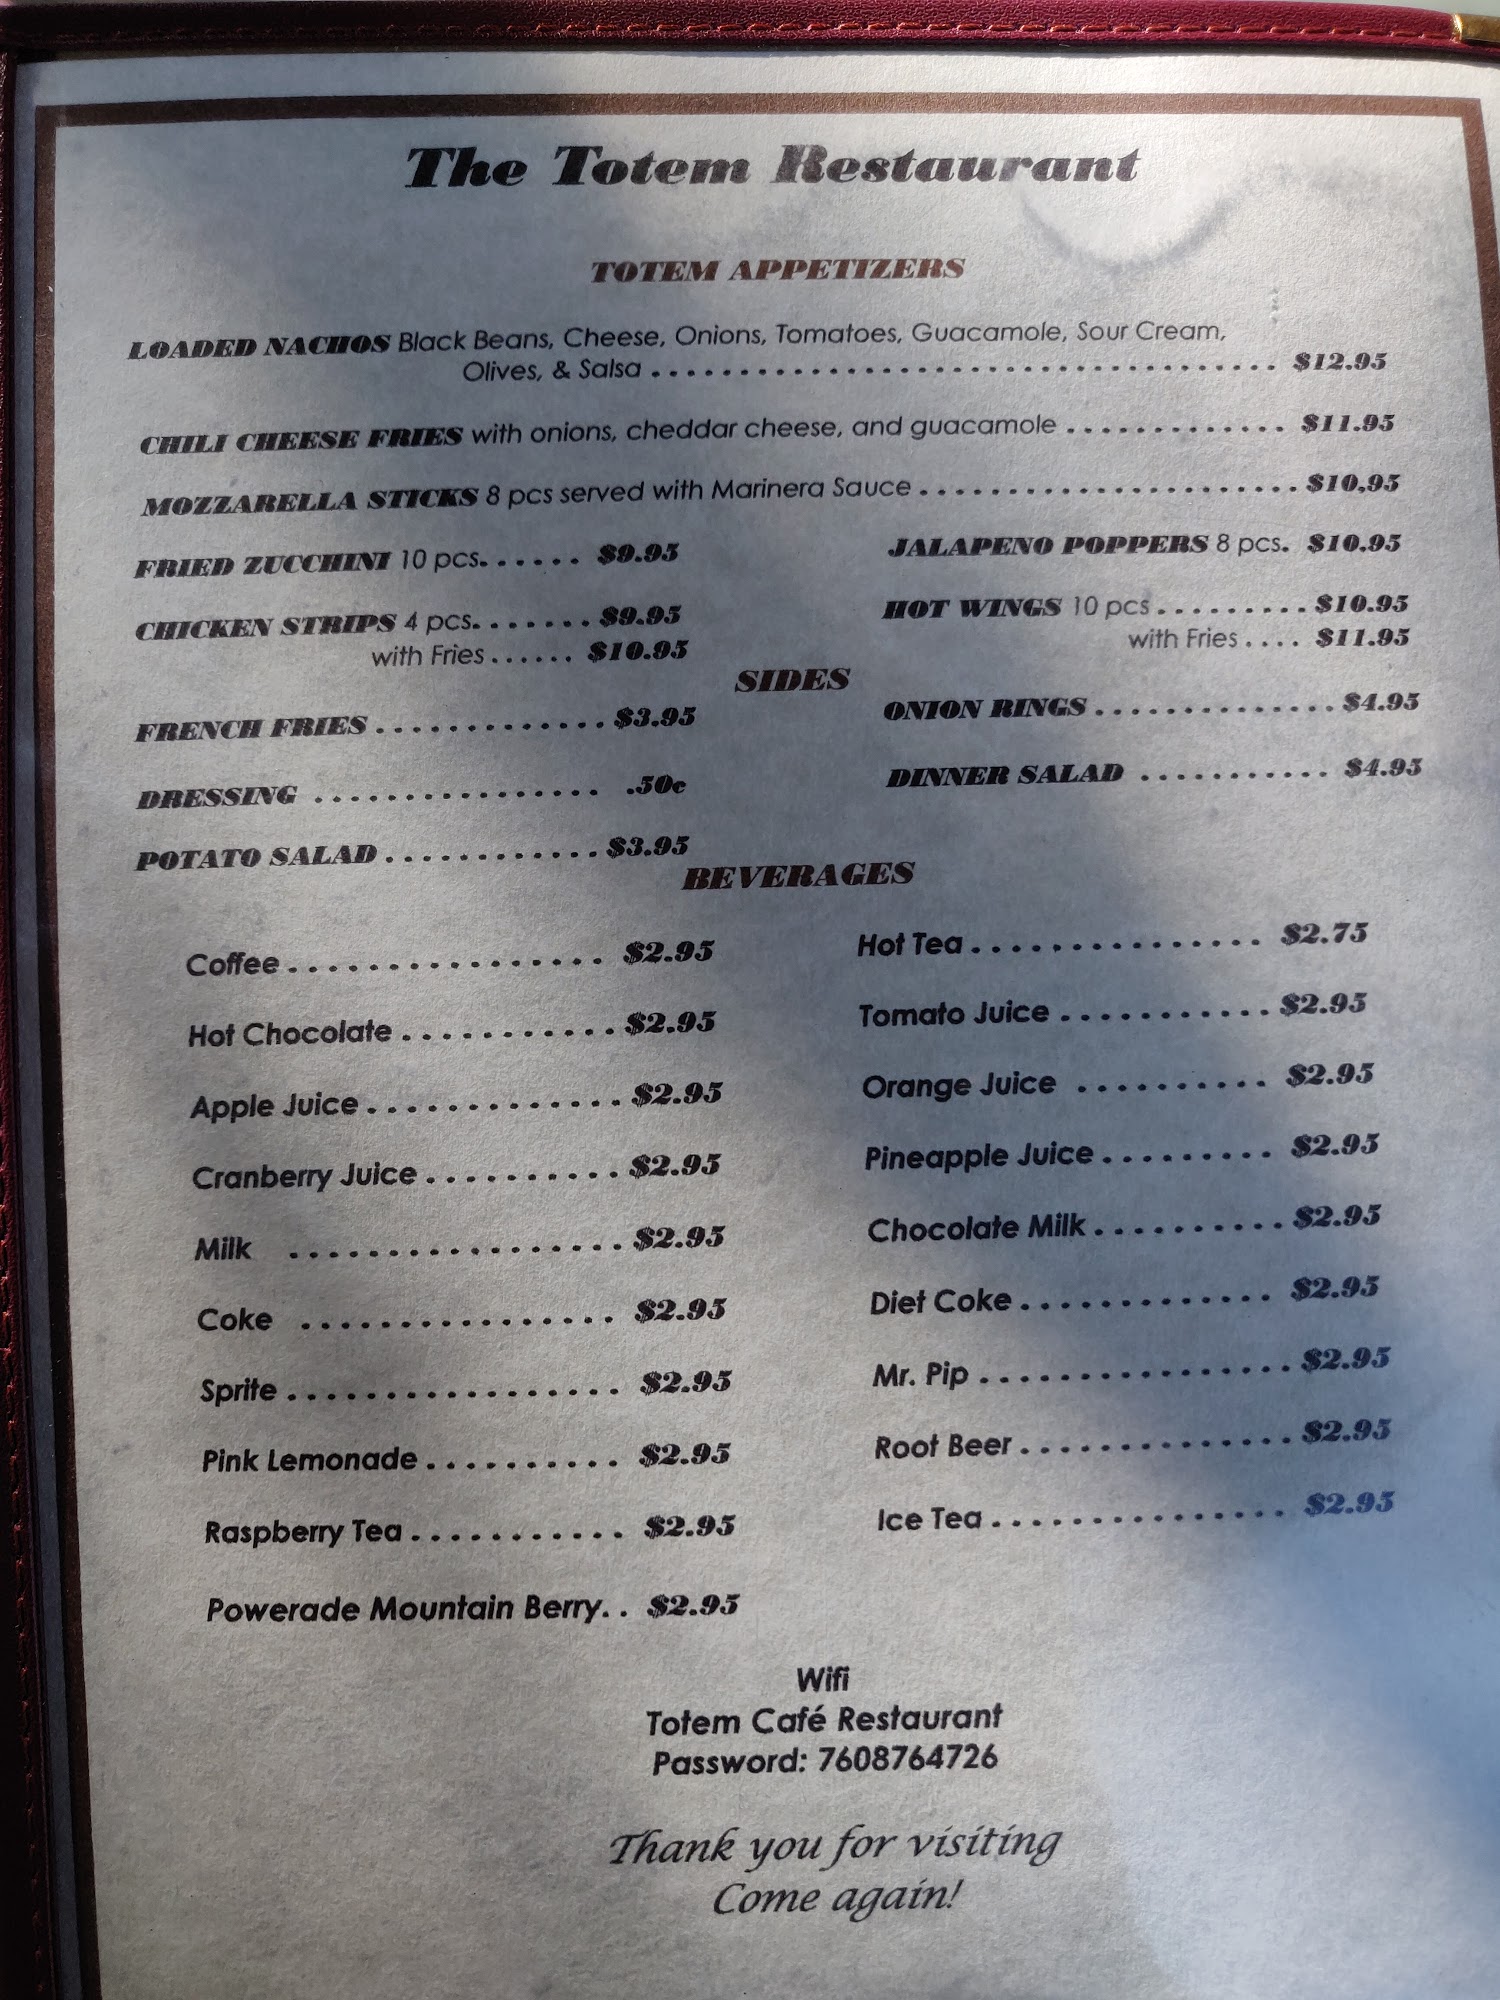 The Totem Restaurant
TOTEM APPETIZERS
LOADED NACHOS Black Beans, Cheese, Onions, Tomatoes, Guacamole, Sour Cream,
Olives, & Salsa . . . . . . . . . . . . . . . . . . . . . . . . . . . . . . . . . . . . $12.95
CHILI CHEESE FRIES with onions, cheddar cheese, and guacamole . . . . . . . . . . . . . $11.95
MOZZARELLA STICKS 8 pcs served with Marinera Sauce . . . . . . . . . . . . . . . . . . . . . . $10,95
FRIED ZUCCHINI 10 pcs. . . . . . . $9.95
JALAPENO POPPERS 8 pcs. $10.95
CHICKEN STRIPS 4 pcs. . . . . . . . $9.95
with Fries . . . . . . $10.95
HOT WINGS 10 pcs . . . . . . . . . $10.95
with Fries . . . . $11.95
SIDES
FRENCH FRIES . . . . . . . . . . . . . $3.95
ONION RINGS . . . . . . . . . . . . . . $4.95
DRESSING . . . . . . . . . . . . . . . . .50c
DINNER SALAD . . . . . . . . . . . $4.95
POTATO SALAD . . . . . . . . . . . . $3.95
BEVERAGES
Coffee . . . . . . . . . . . . . . . . $2.95
Hot Tea . . . . . . . . . . . . . . . $2.75
Hot Chocolate . . . . . . . . . . . $2.95
Tomato Juice . . . . . . . . . . . $2.95
Apple Juice . . . . . . . . . . . . . $2.95
Orange Juice . . . . . . . . . . $2.95
Cranberry Juice . . . . . . . . . . $2.95
Pineapple Juice . . . . . . . . . $2.95
Milk . . . . . . . . . . . . . . . . . $2.95
Chocolate Milk . . . . . . . . . . $2.95
Coke . . . . . . . . . . . . . . . . $2.95
Diet Coke . . . . . . . . . . . . . $2.95
Sprite . . . . . . . . . . . . . . . . . $2.95
Mr. Pip . . . . . . . . . . . . . . . . $2.95
Pink Lemonade . . . . . . . . . . $2.95
Root Beer . . . . . . . . . . . . . . $2.95
Raspberry Tea . . . . . . . . . . . $2.95
Ice Tea . . . . . . . . . . . . . . . $2.95
Powerade Mountain Berry. . $2.95
Wifi
Totem Café Restaurant
Password: 7608764726
Thank you for visiting
Come again!